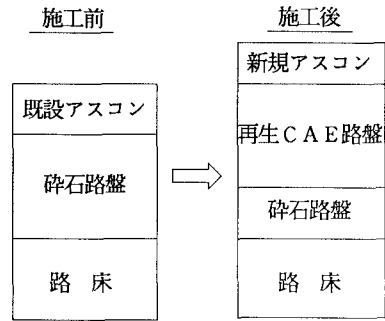 施工前
既設アスコン
砕石路盤
路 床
施工後
新規アスコン
再生ＣＡＥ路盤
砕石路盤
路 床